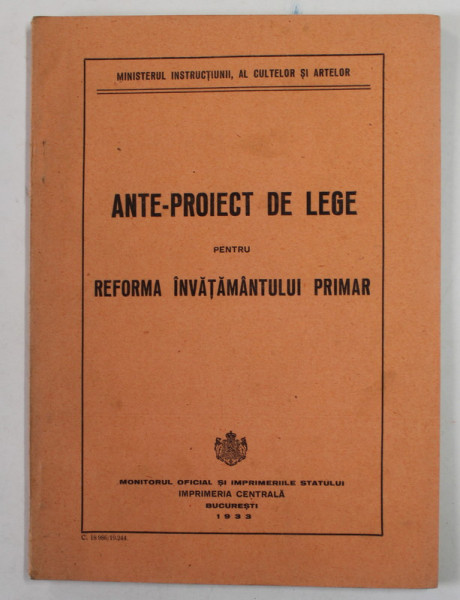 MINISTERUL INSTRUCȚIUNII, AL CULTELOR ȘI ARTELOR
ANTE-PROIECT DE LEGE
PENTRU
REFORMA ÎNVĂȚĂMÂNTULUI PRIMAR
MONITORUL OFICIAL ȘI IMPRIMERIILE STATULUI
IMPRIMERIA CENTRALĂ
BUCUREȘTI
1933